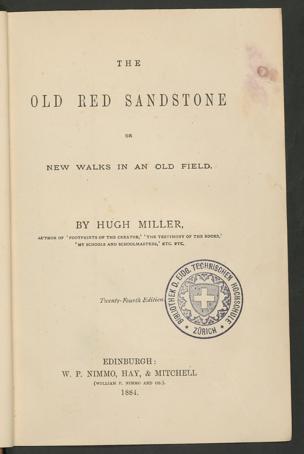 THE
OLD RED SANDSTONE
OR
NEW WALKS IN AN OLD FIELD.
BY HUGH MILLER,
AUTHOR OF 'FOOTPRINTS OF THE CREATOR,' 'THE TESTIMONY OF THE ROCKS,'
'MY SCHOOLS AND SCHOOLMASTERS,' ETC. ETC.
Twenty-Fourth Edition.
BIBLIOTHEK D. EIDG. TECHNISCHEN HOCHSCHULE
ZÜRICH
EDINBURGH:
W. P. NIMMO, HAY, & MITCHELL
(WILLIAM P. NIMMO AND CO.).
1884.